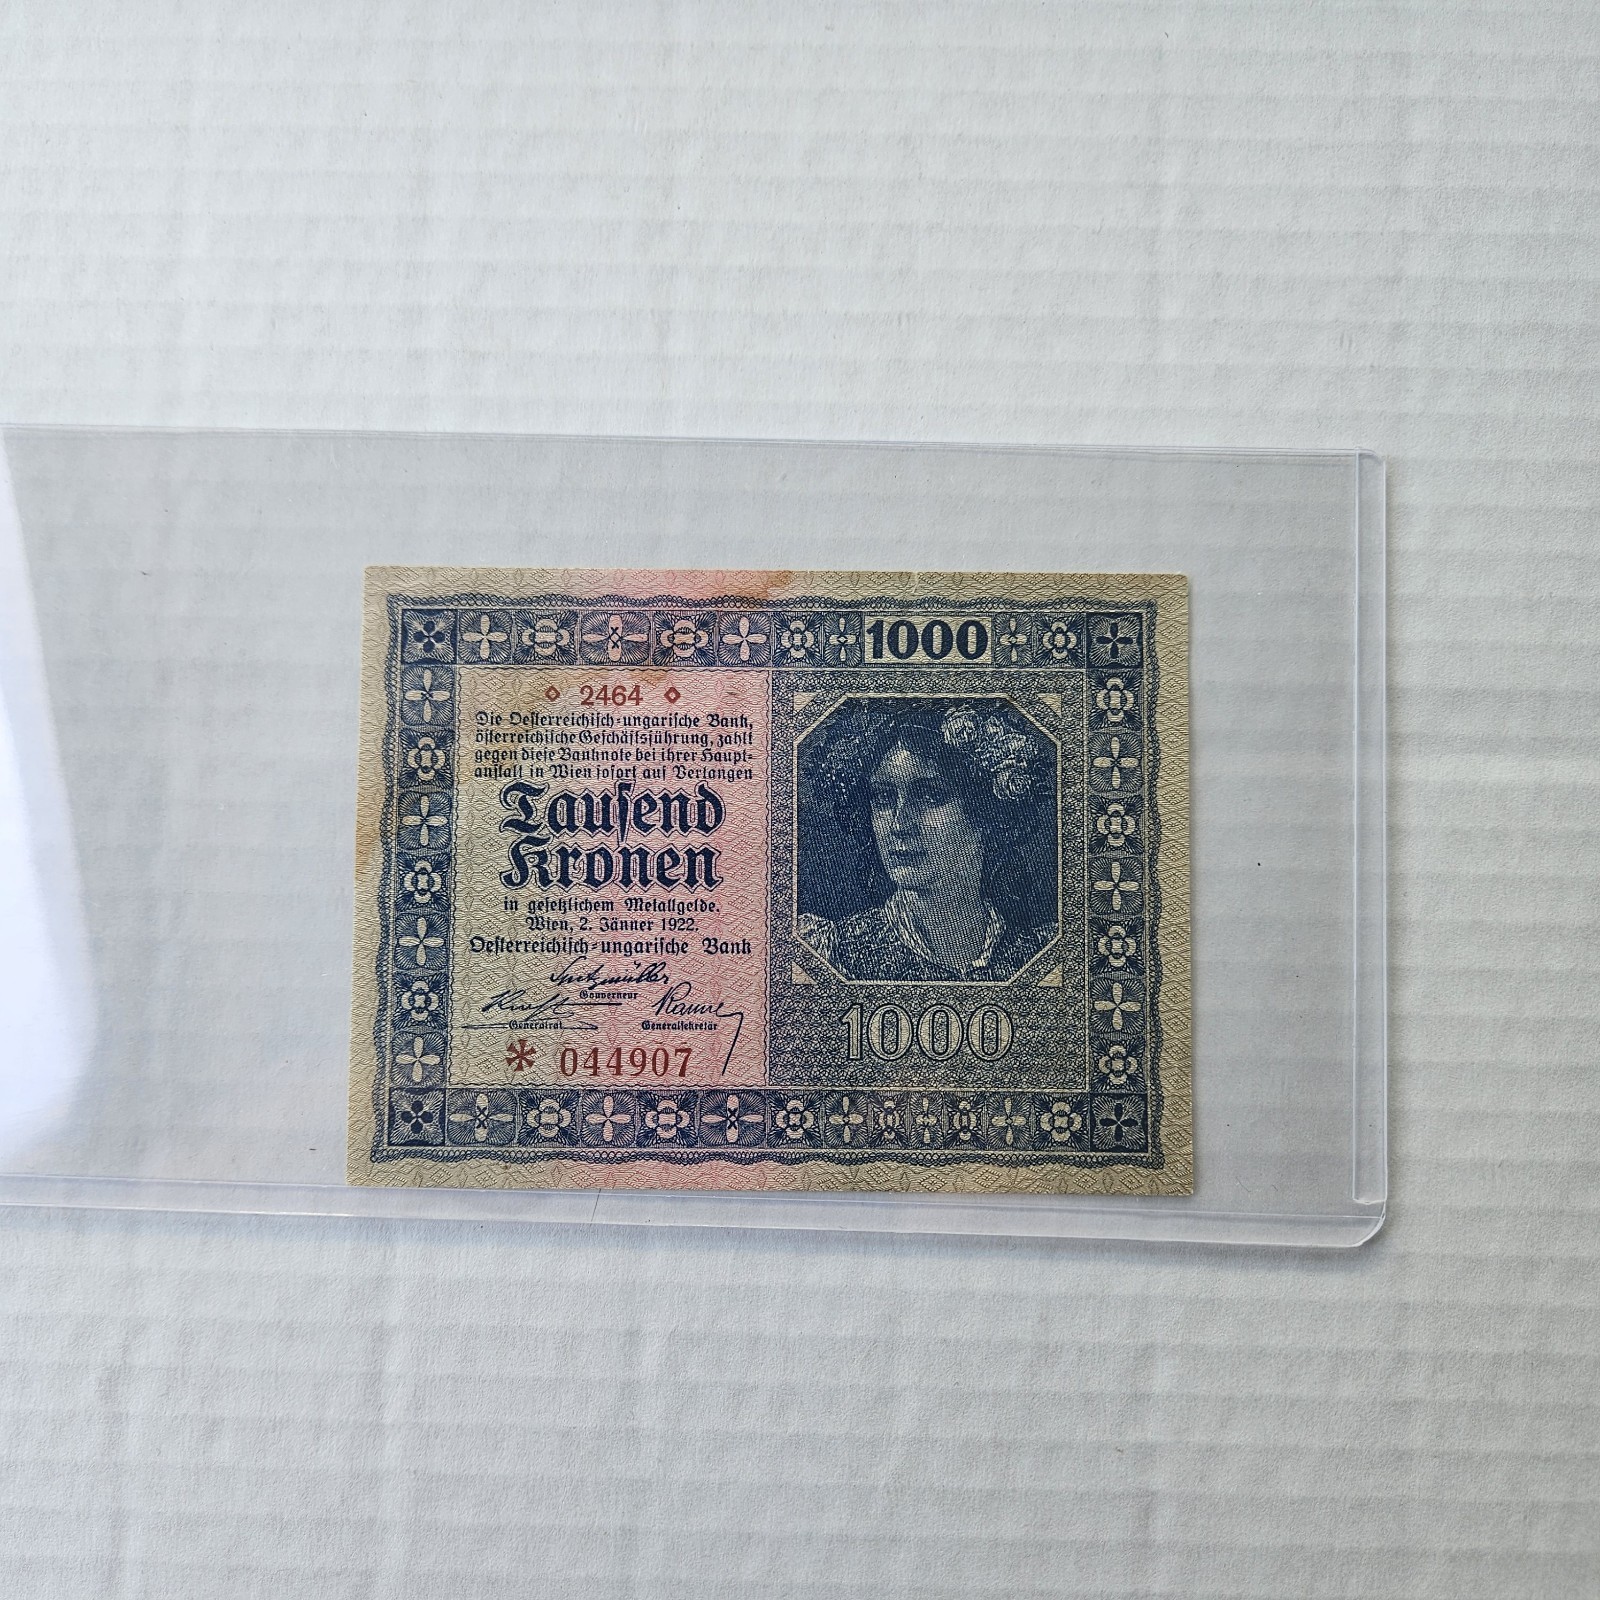 1000
◊ 2464 ◊
Die Oesterreichisch-ungarische Bank,
österreichische Geschäftsführung, zahlt
gegen diese Banknote bei ihrer Haupt-
anstalt in Wien sofort auf Verlangen
Tausend
Kronen
in gesetzlichem Metallgelde.
Wien, 2. Jänner 1922.
Oesterreichisch-ungarische Bank
Spitzmüller
Gouverneur
Generalrat
Generalsekretär
* 044907
1000